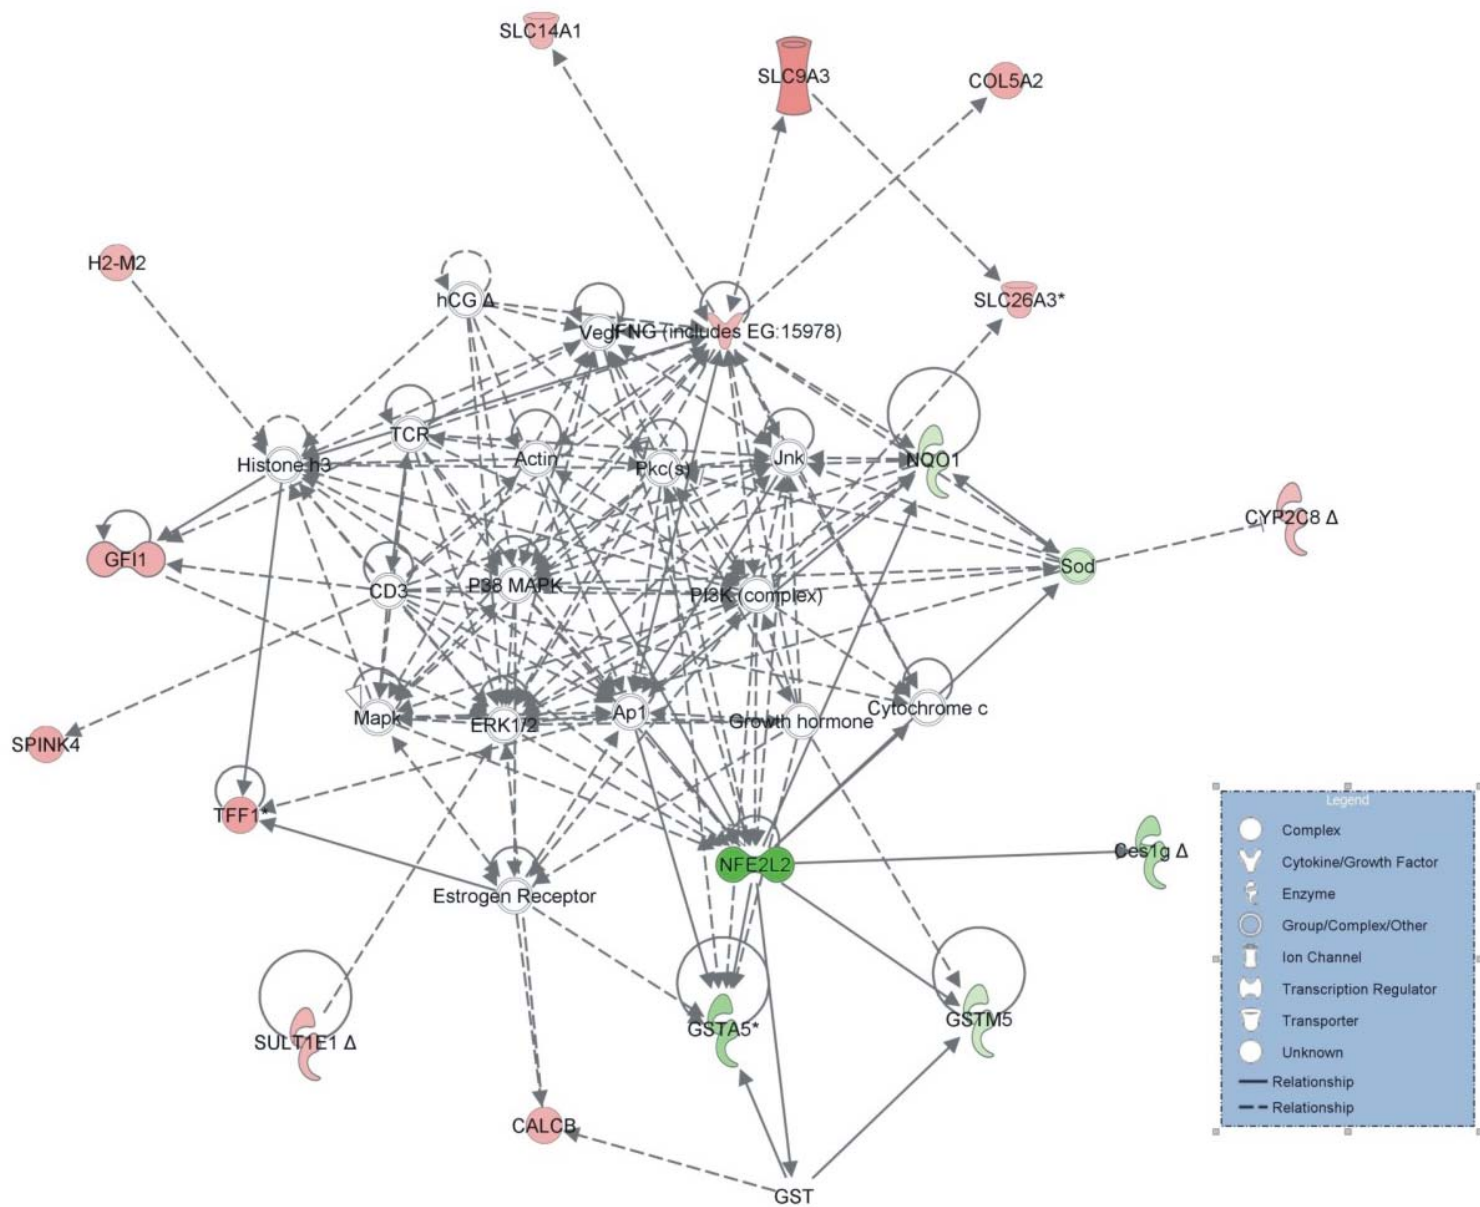 SLC14A1
SLC9A3
COL5A2
H2-M2
hCG Δ
SLC26A3*
Vegf
IFNG (includes EG:15978)
TCR
Histone h3
Actin
Pkc(s)
Jnk
NQO1
CYP2C8 Δ
GFI1
Sod
CD3
P38 MAPK
PI3K (complex)
Mapk
ERK1/2
Ap1
Growth hormone
Cytochrome c
SPINK4
TFF1*
NFE2L2
Ces1g Δ
Estrogen Receptor
GSTA5*
GSTM5
SULT1E1 Δ
CALCB
GST
Legend
Complex
Cytokine/Growth Factor
Enzyme
Group/Complex/Other
Ion Channel
Transcription Regulator
Transporter
Unknown
Relationship
Relationship